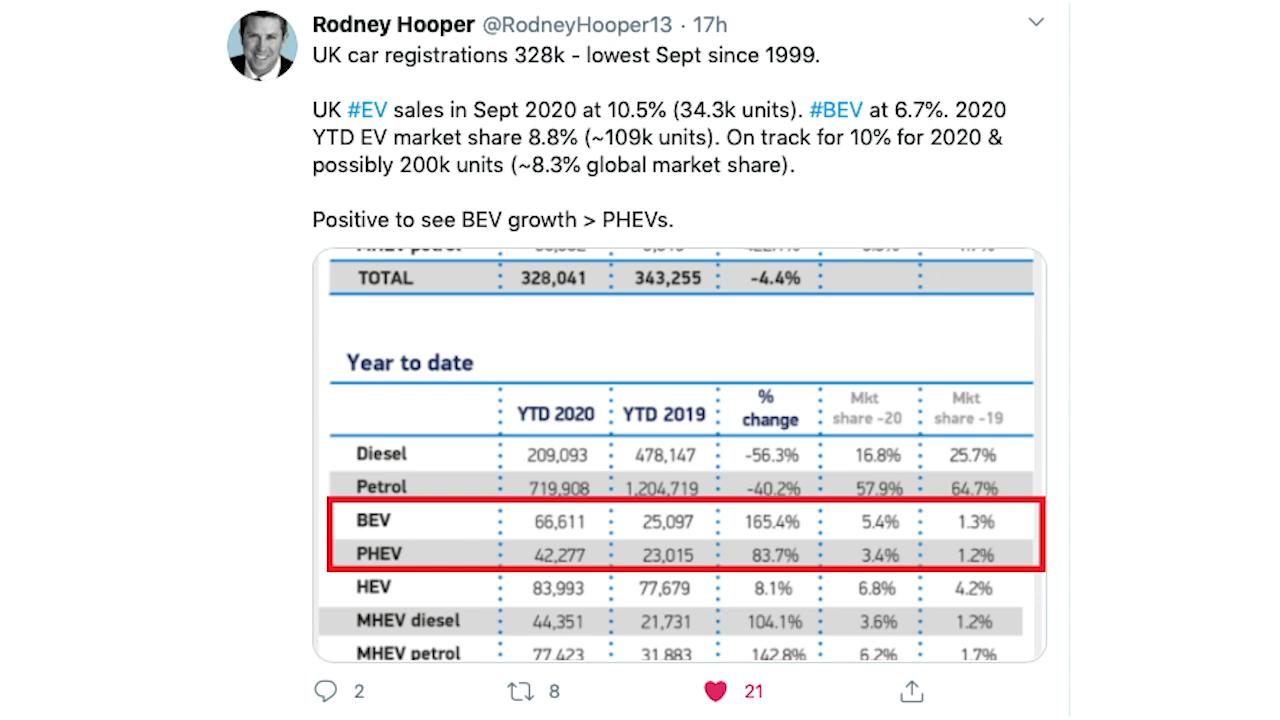 Rodney Hooper @RodneyHooper13 · 17h
UK car registrations 328k - lowest Sept since 1999.
UK #EV sales in Sept 2020 at 10.5% (34.3k units). #BEV at 6.7%. 2020
YTD EV market share 8.8% (~109k units). On track for 10% for 2020 &
possibly 200k units (~8.3% global market share).
Positive to see BEV growth > PHEVs.
TOTAL 328,041 343,255 -4.4%
Year to date
YTD 2020 YTD 2019 % change Mkt share -20 Mkt share -19
Diesel 209,093 478,147 -56.3% 16.8% 25.7%
Petrol 719,908 1,204,719 -40.2% 57.9% 64.7%
BEV 66,611 25,097 165.4% 5.4% 1.3%
PHEV 42,277 23,015 83.7% 3.4% 1.2%
HEV 83,993 77,679 8.1% 6.8% 4.2%
MHEV diesel 44,351 21,731 104.1% 3.6% 1.2%
MHEV petrol 77,423 31,883 142.8% 6.2% 1.7%
2 8 21